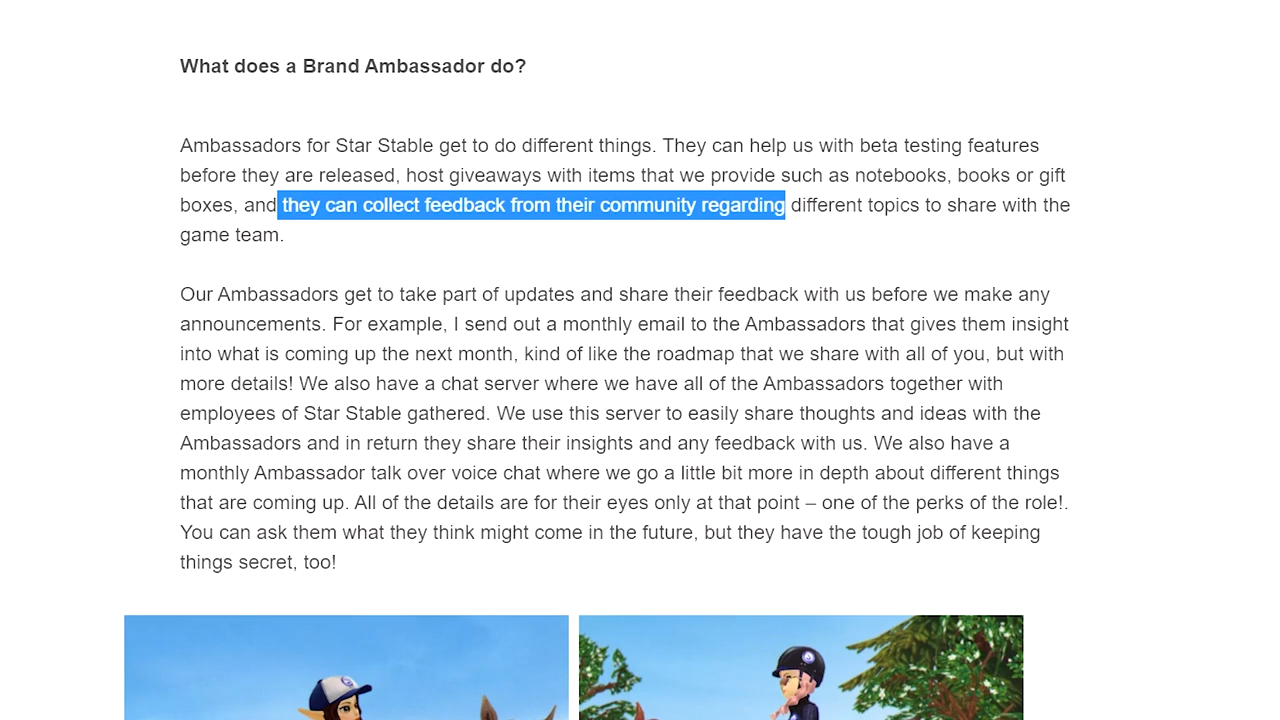 What does a Brand Ambassador do?
Ambassadors for Star Stable get to do different things. They can help us with beta testing features
before they are released, host giveaways with items that we provide such as notebooks, books or gift
boxes, and they can collect feedback from their community regarding different topics to share with the
game team.
Our Ambassadors get to take part of updates and share their feedback with us before we make any
announcements. For example, I send out a monthly email to the Ambassadors that gives them insight
into what is coming up the next month, kind of like the roadmap that we share with all of you, but with
more details! We also have a chat server where we have all of the Ambassadors together with
employees of Star Stable gathered. We use this server to easily share thoughts and ideas with the
Ambassadors and in return they share their insights and any feedback with us. We also have a
monthly Ambassador talk over voice chat where we go a little bit more in depth about different things
that are coming up. All of the details are for their eyes only at that point – one of the perks of the role!.
You can ask them what they think might come in the future, but they have the tough job of keeping
things secret, too!